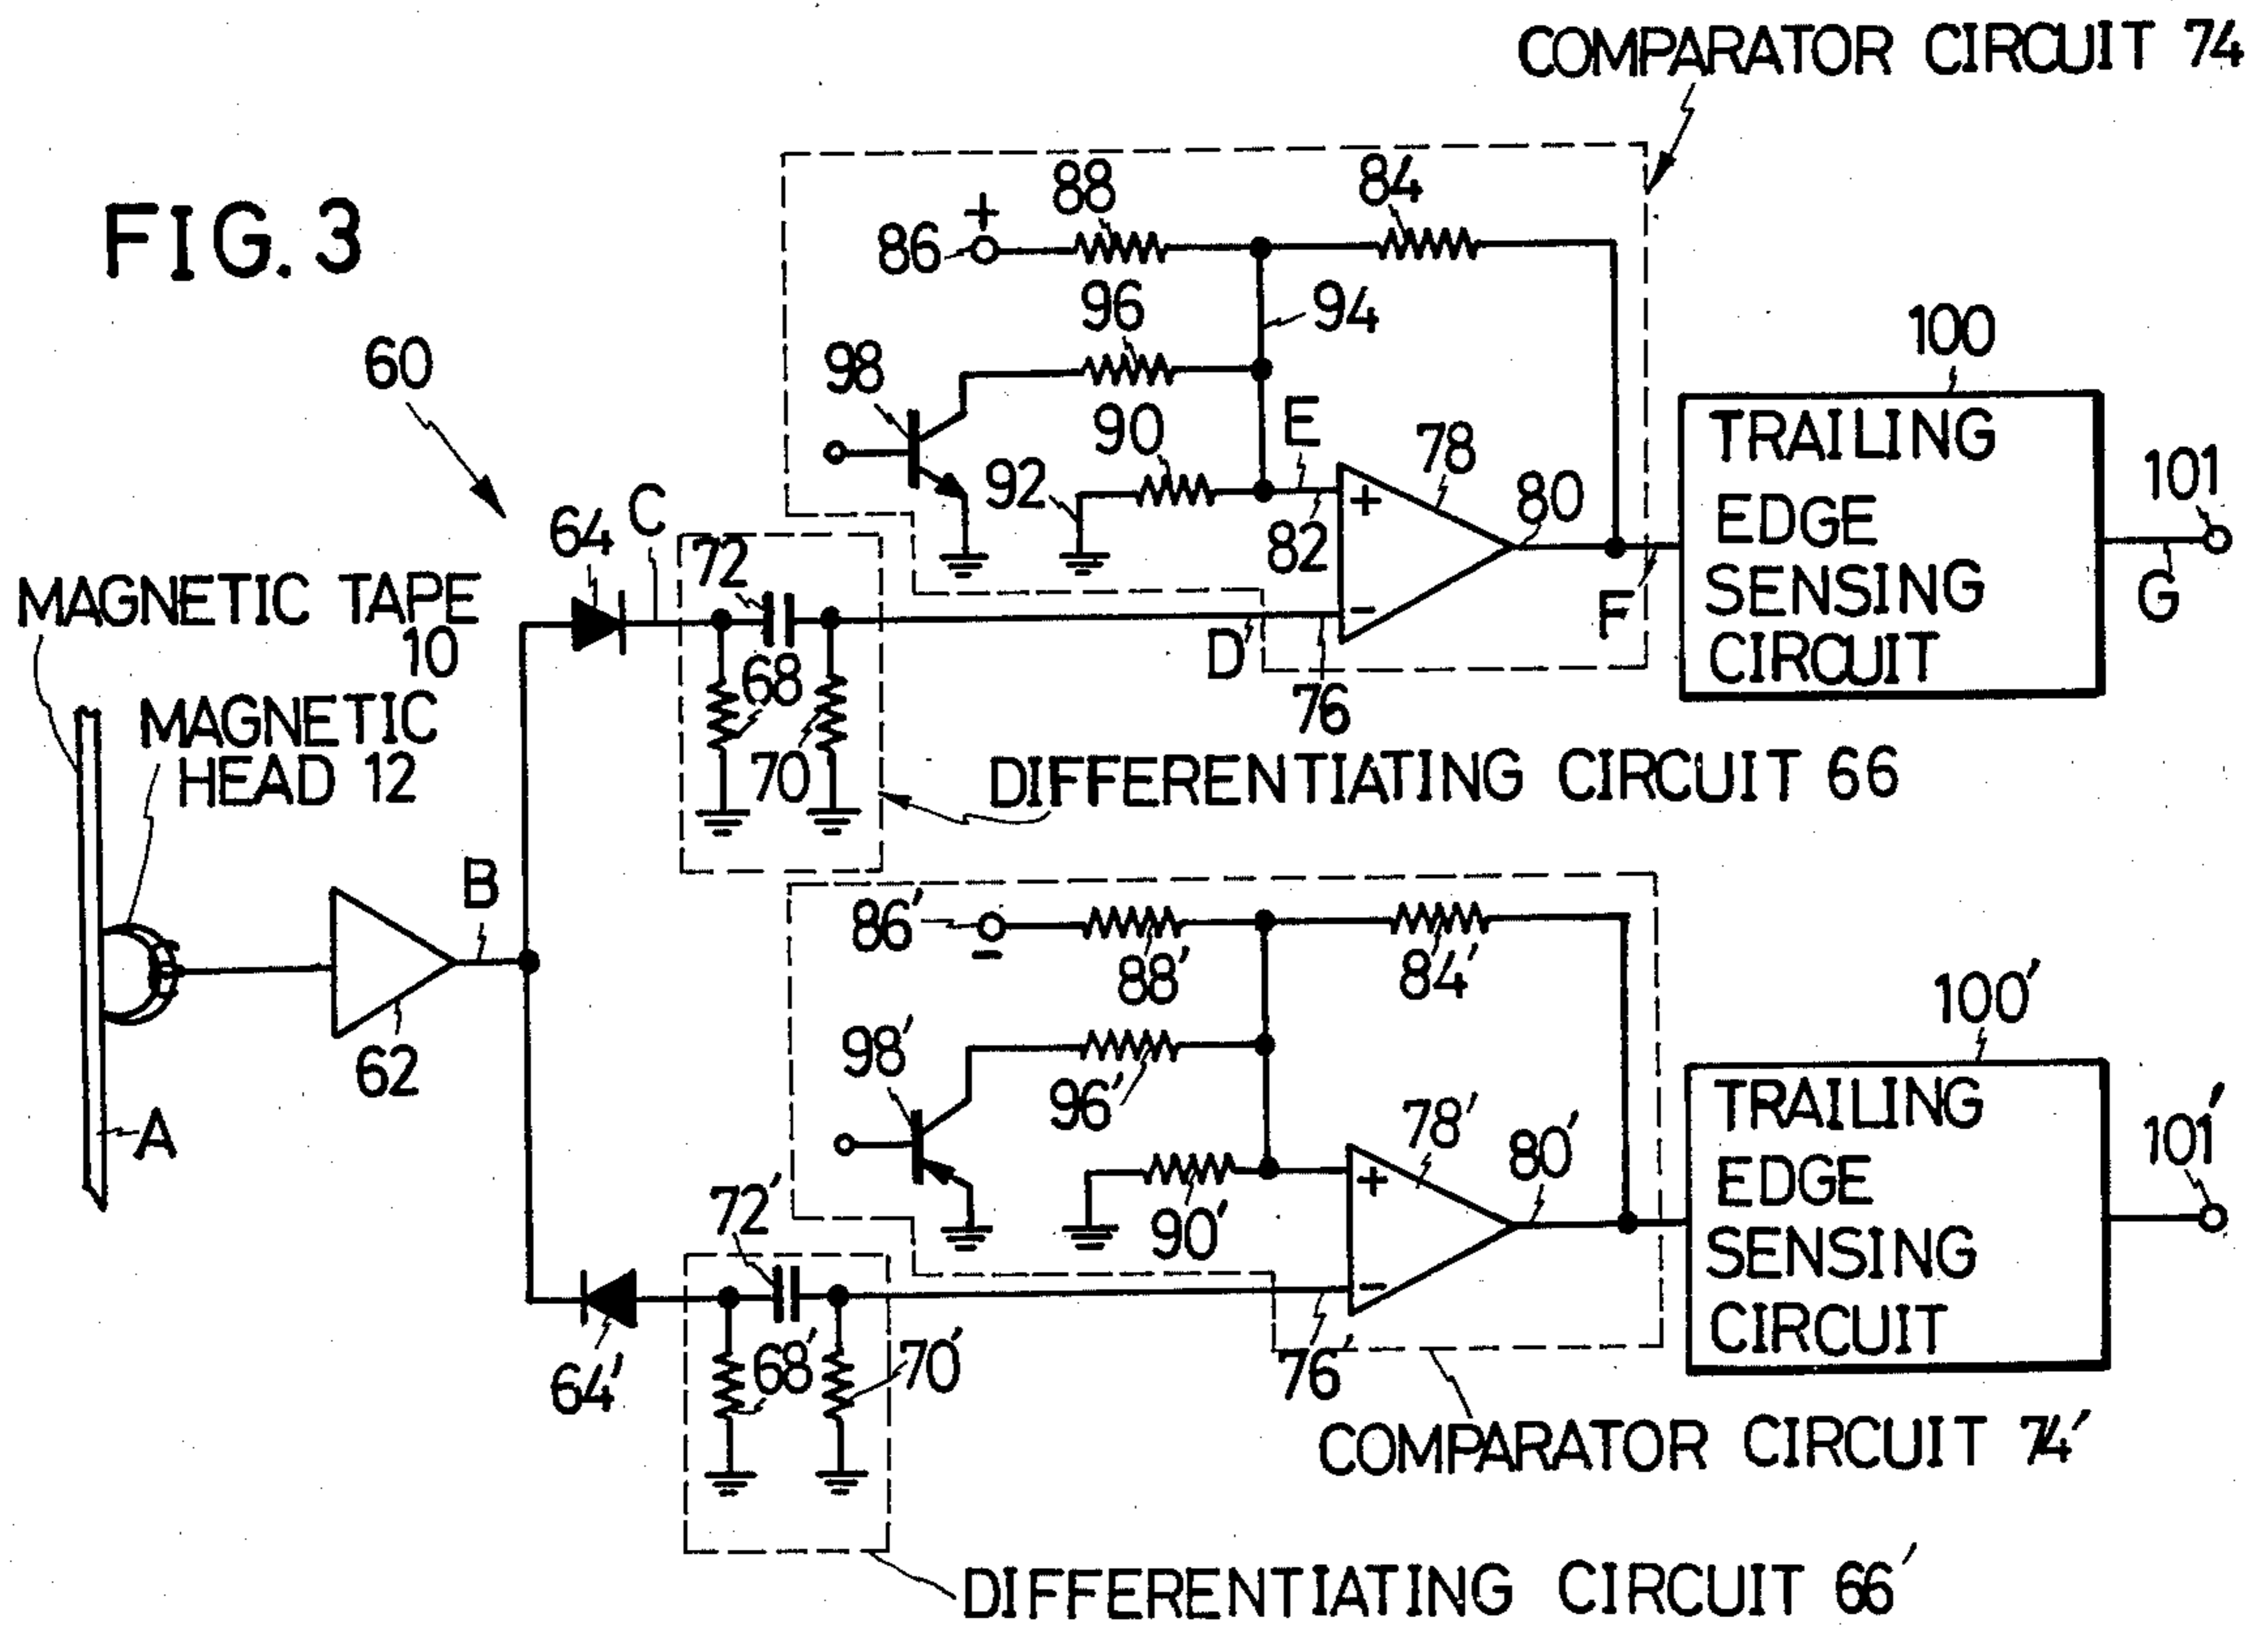 COMPARATOR CIRCUIT 74
FIG. 3
88
84
+
86
96
94
100
60
98
TRAILING
EDGE
SENSING
CIRCUIT
90
E
78
80
101
92
82
+
-
64
C
72
G
F
D
76
MAGNETIC TAPE
10
68
70
MAGNETIC
HEAD 12
DIFFERENTIATING CIRCUIT 66
B
86'
-
88'
84'
100'
98'
96'
62
78'
80'
TRAILING
EDGE
SENSING
CIRCUIT
101'
A
90'
+
-
72'
64'
68'
70'
76'
COMPARATOR CIRCUIT 74'
DIFFERENTIATING CIRCUIT 66'